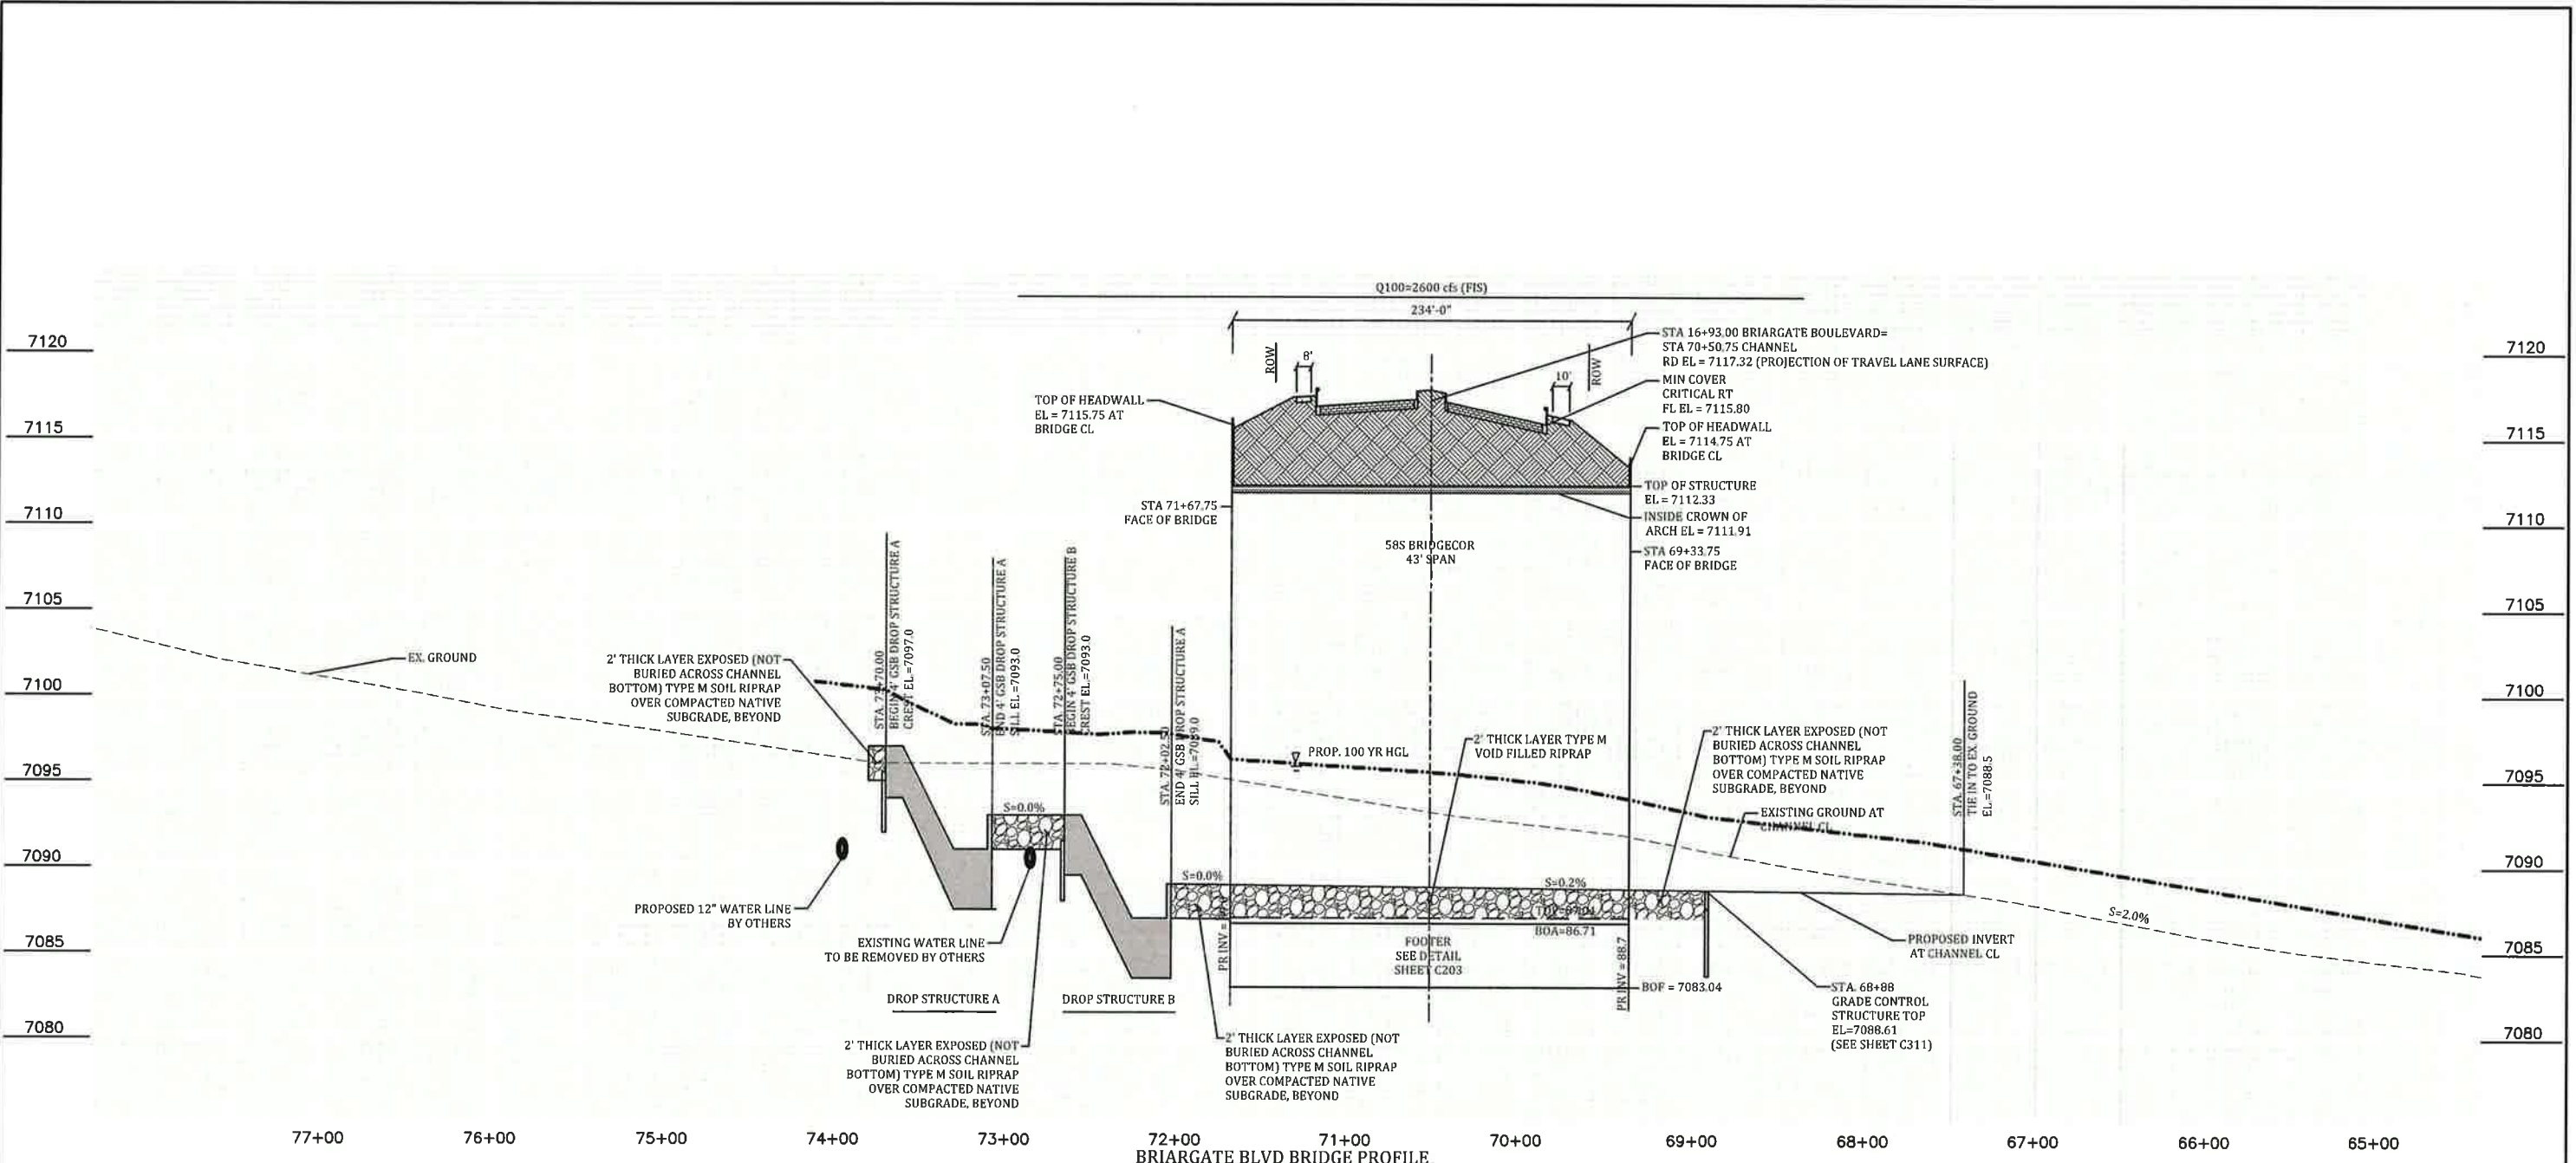 Q100=2600 cfs (FIS)
234'-0"
7120
7115
7110
7105
7100
7095
7090
7085
7080
7120
7115
7110
7105
7100
7095
7090
7085
7080
ROW
8'
10'
ROW
STA 16+93.00 BRIARGATE BOULEVARD=
STA 70+50.75 CHANNEL
RD EL = 7117.32 (PROJECTION OF TRAVEL LANE SURFACE)
MIN COVER
CRITICAL RT
FL EL = 7115.80
TOP OF HEADWALL
EL = 7115.75 AT
BRIDGE CL
TOP OF HEADWALL
EL = 7114.75 AT
BRIDGE CL
TOP OF STRUCTURE
EL = 7112.33
INSIDE CROWN OF
ARCH EL = 7111.91
STA 71+67.75
FACE OF BRIDGE
STA 69+33.75
FACE OF BRIDGE
58S BRIDGECOR
43' SPAN
EX. GROUND
2' THICK LAYER EXPOSED (NOT
BURIED ACROSS CHANNEL
BOTTOM) TYPE M SOIL RIPRAP
OVER COMPACTED NATIVE
SUBGRADE, BEYOND
STA. 73+70.00
BEGIN 4' GSB DROP STRUCTURE A
CREST EL.=7097.0
STA. 73+07.50
END 4' GSB DROP STRUCTURE A
SILL EL.=7093.0
STA. 72+75.00
BEGIN 4' GSB DROP STRUCTURE B
CREST EL.=7093.0
STA. 72+02.50
END 4' GSB DROP STRUCTURE A
SILL EL.=7089.0
PROP. 100 YR HGL
2' THICK LAYER TYPE M
VOID FILLED RIPRAP
2' THICK LAYER EXPOSED (NOT
BURIED ACROSS CHANNEL
BOTTOM) TYPE M SOIL RIPRAP
OVER COMPACTED NATIVE
SUBGRADE, BEYOND
EXISTING GROUND AT
CHANNEL CL
STA. 67+38.00
TIE IN TO EX. GROUND
EL.=7088.5
S=0.0%
S=0.0%
S=0.2%
S=2.0%
PROPOSED 12" WATER LINE
BY OTHERS
EXISTING WATER LINE
TO BE REMOVED BY OTHERS
DROP STRUCTURE A
DROP STRUCTURE B
PR INV =
BOA=86.71
FOOTER
SEE DETAIL
SHEET C203
PR INV = 88.7
BOF = 7083.04
PROPOSED INVERT
AT CHANNEL CL
STA. 68+88
GRADE CONTROL
STRUCTURE TOP
EL=7088.61
(SEE SHEET C311)
2' THICK LAYER EXPOSED (NOT
BURIED ACROSS CHANNEL
BOTTOM) TYPE M SOIL RIPRAP
OVER COMPACTED NATIVE
SUBGRADE, BEYOND
2' THICK LAYER EXPOSED (NOT
BURIED ACROSS CHANNEL
BOTTOM) TYPE M SOIL RIPRAP
OVER COMPACTED NATIVE
SUBGRADE, BEYOND
77+00 76+00 75+00 74+00 73+00 72+00 71+00 70+00 69+00 68+00 67+00 66+00 65+00
BRIARGATE BLVD BRIDGE PROFILE